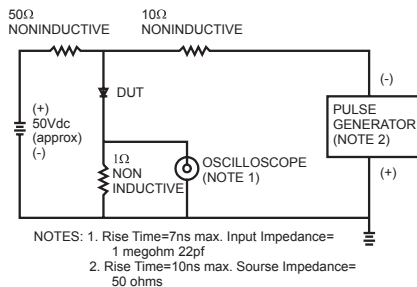 50Ω
NONINDUCTIVE
10Ω
NONINDUCTIVE
(+)
50Vdc
(approx)
(-)
DUT
1Ω
NON
INDUCTIVE
OSCILLOSCOPE
(NOTE 1)
(-)
PULSE
GENERATOR
(NOTE 2)
(+)
NOTES: 1. Rise Time=7ns max. Input Impedance=
1 megohm 22pf
2. Rise Time=10ns max. Sourse Impedance=
50 ohms